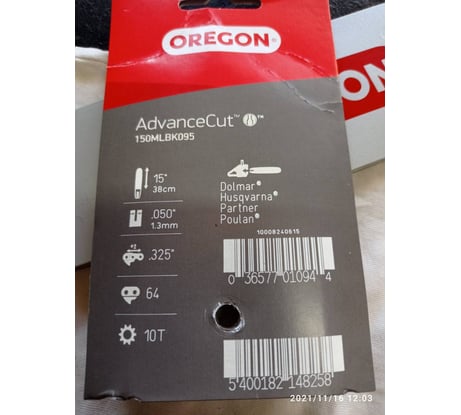 OREGON®
ON
AdvanceCut™
150MLBK095
15"
38cm
.050"
1.3mm
.325"
64
10T
Dolmar®
Husqvarna®
Partner
Poulan®
10008240615
0 36577 01094 4
5 400182 148258
2021/11/16 12:03